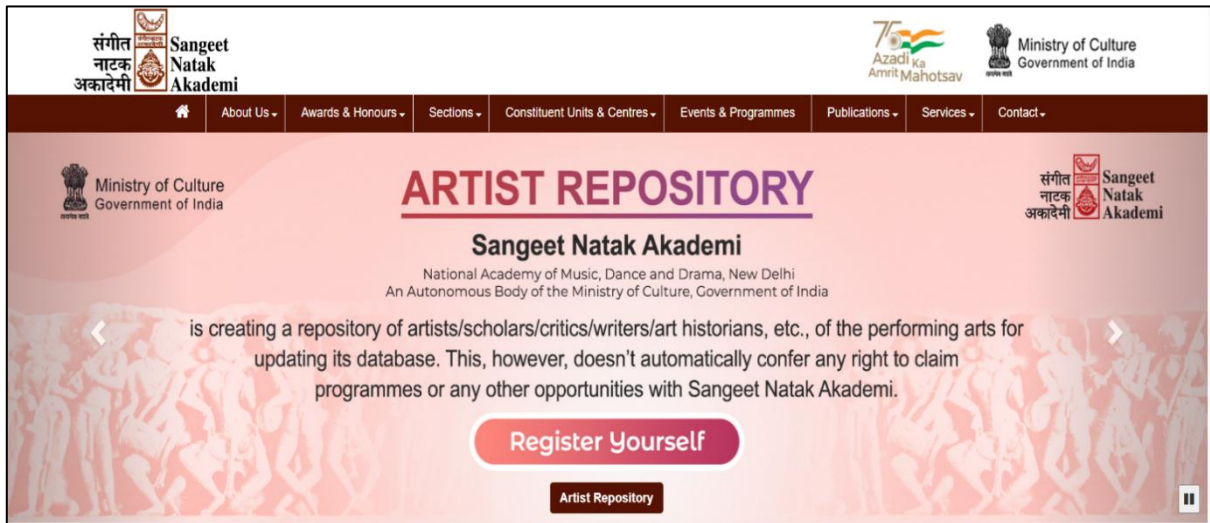 संगीत
नाटक
अकादेमी
Sangeet
Natak
Akademi
75
Azadi Ka
Amrit Mahotsav
Ministry of Culture
Government of India
About Us
Awards & Honours
Sections
Constituent Units & Centres
Events & Programmes
Publications
Services
Contact
Ministry of Culture
Government of India
ARTIST REPOSITORY
संगीत
नाटक
अकादेमी
Sangeet
Natak
Akademi
Sangeet Natak Akademi
National Academy of Music, Dance and Drama, New Delhi
An Autonomous Body of the Ministry of Culture, Government of India
is creating a repository of artists/scholars/critics/writers/art historians, etc., of the performing arts for
updating its database. This, however, doesn't automatically confer any right to claim
programmes or any other opportunities with Sangeet Natak Akademi.
Register Yourself
Artist Repository